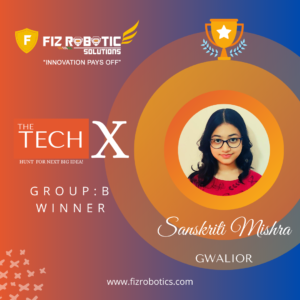 F
FIZ ROBOTIC
SOLUTIONS
"INNOVATION PAYS OFF"
THE
TECH X
HUNT FOR NEXT BIG IDEA!
GROUP:B
WINNER
Sanskriti Mishra
GWALIOR
www.fizrobotics.com